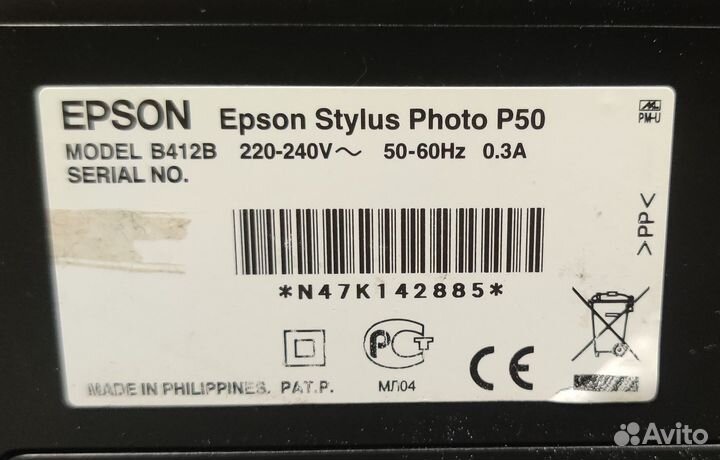 EPSON Epson Stylus Photo P50
MODEL B412B 220-240V~ 50-60Hz 0.3A
SERIAL NO.
PM-U
>PP<
*N47K142885*
PCT
МЛ04
CE
MADE IN PHILIPPINES. PAT.P.
Avito